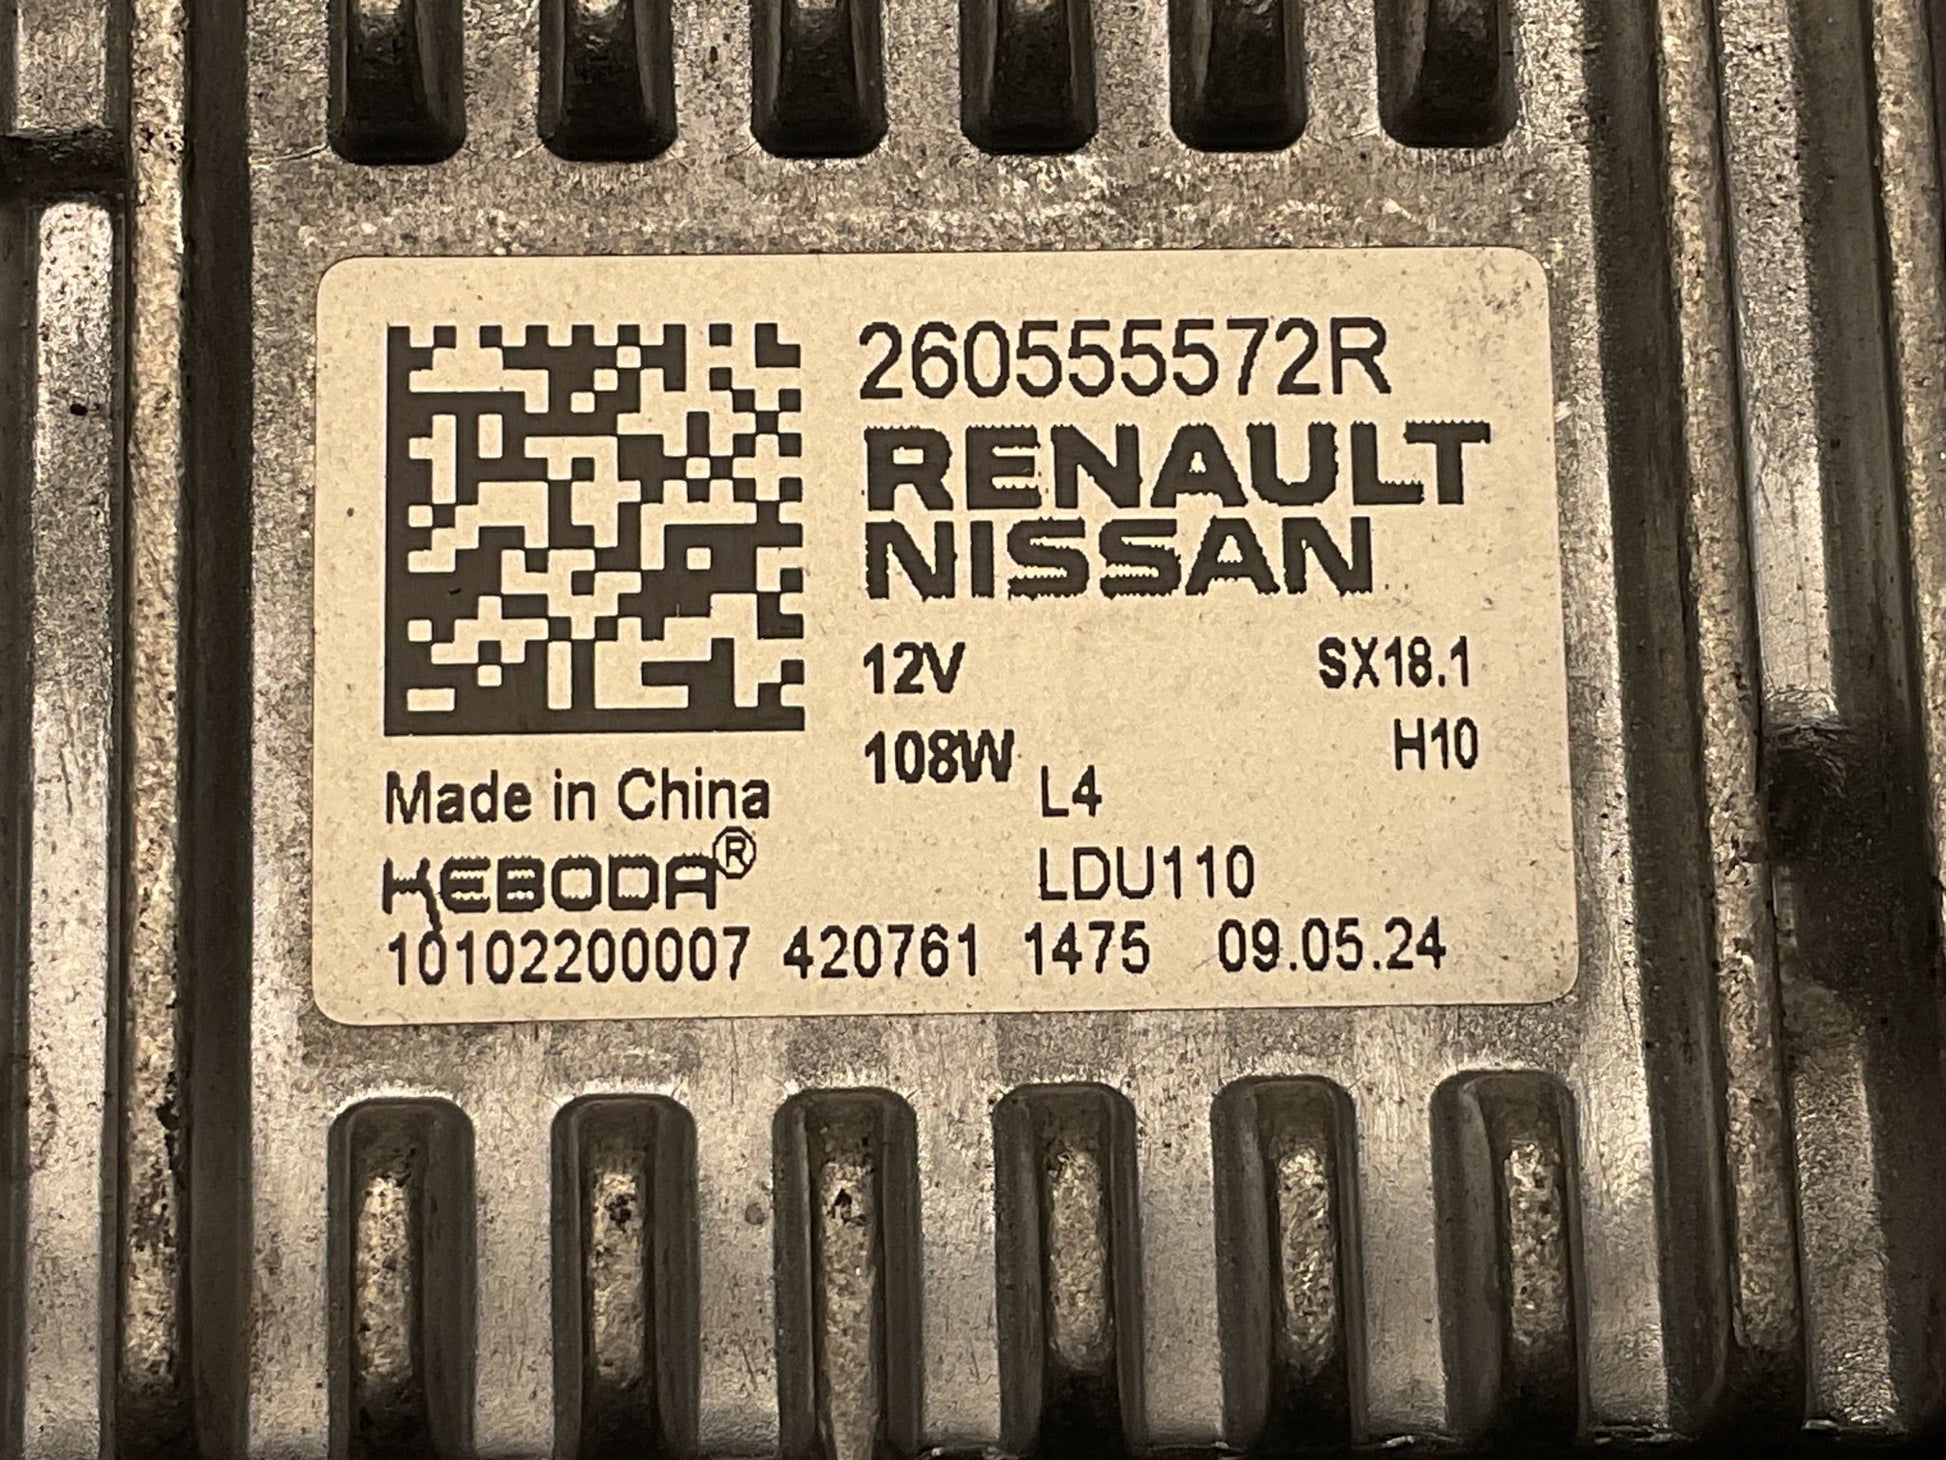 260555572R
RENAULT
NISSAN
12V SX18.1
108W H10
L4
Made in China
KEBODA®
LDU110
10102200007 420761 1475 09.05.24